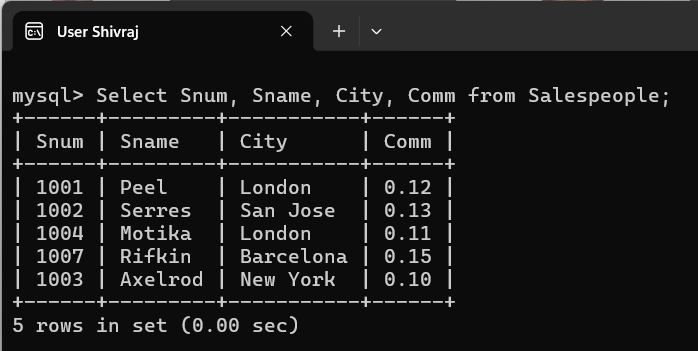 User Shivraj
mysql> Select Snum, Sname, City, Comm from Salespeople;
+------+---------+-----------+------+
| Snum | Sname   | City      | Comm |
+------+---------+-----------+------+
| 1001 | Peel    | London    | 0.12 |
| 1002 | Serres  | San Jose  | 0.13 |
| 1004 | Motika  | London    | 0.11 |
| 1007 | Rifkin  | Barcelona | 0.15 |
| 1003 | Axelrod | New York  | 0.10 |
+------+---------+-----------+------+
5 rows in set (0.00 sec)